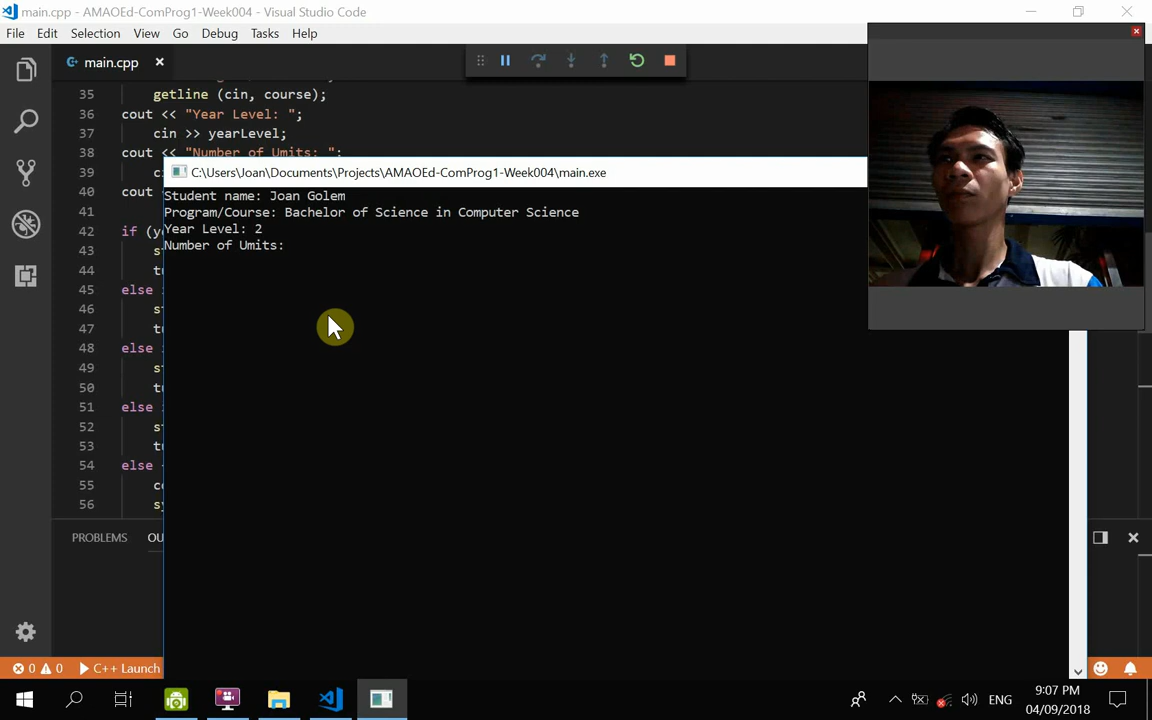 main.cpp - AMAOEd-ComProg1-Week004 - Visual Studio Code
File Edit Selection View Go Debug Tasks Help
main.cpp
35 getline (cin, course);
36 cout << "Year Level: ";
37 cin >> yearLevel;
38 cout << "Number of Umits: ";
39
40 cout
41
42 if (y
43
44
45 else
46
47
48 else
49
50
51 else
52
53
54 else
55
56
C:\Users\Joan\Documents\Projects\AMAOEd-ComProg1-Week004\main.exe
Student name: Joan Golem
Program/Course: Bachelor of Science in Computer Science
Year Level: 2
Number of Umits:
PROBLEMS OU
0 0 C++ Launch
ENG
9:07 PM
04/09/2018